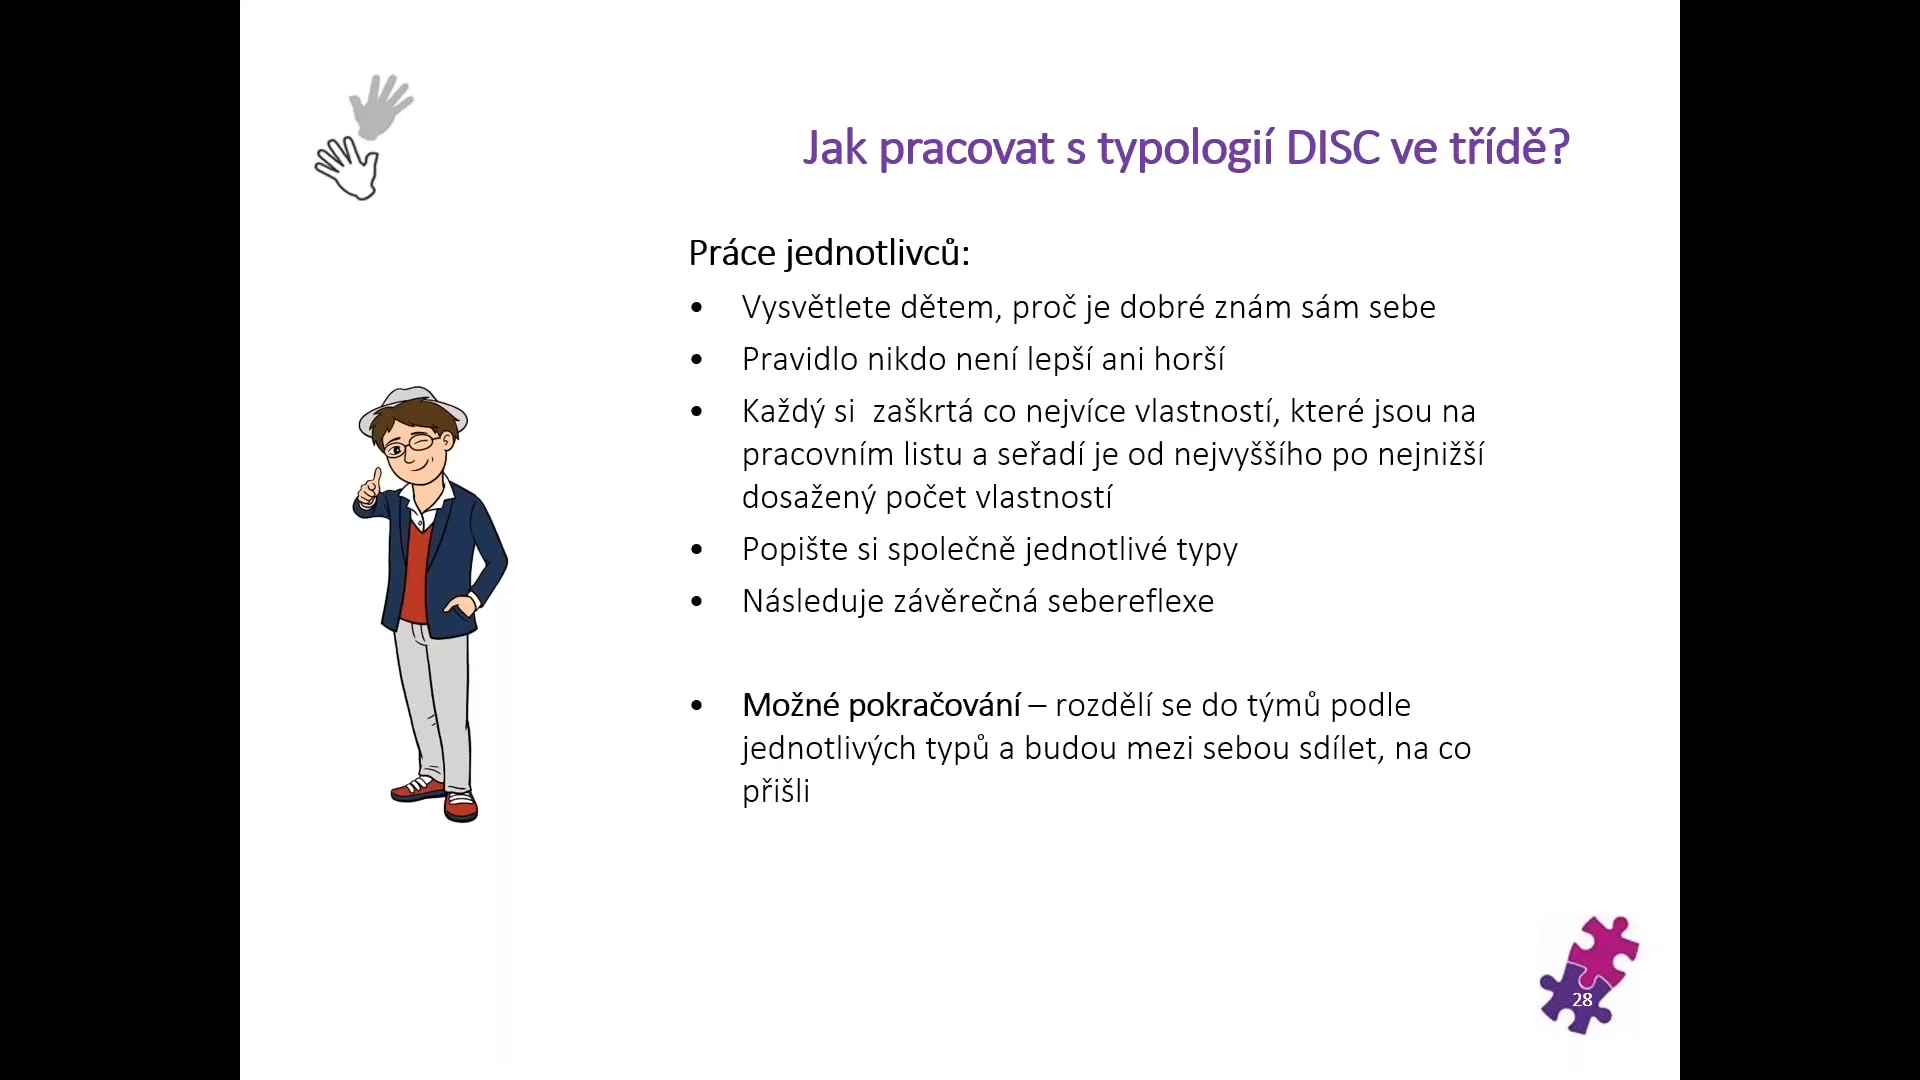 Jak pracovat s typologií DISC ve třídě?
Práce jednotlivců:
• Vysvětlete dětem, proč je dobré znám sám sebe
• Pravidlo nikdo není lepší ani horší
• Každý si  zaškrtá co nejvíce vlastností, které jsou na
pracovním listu a seřadí je od nejvyššího po nejnižší
dosažený počet vlastností
• Popište si společně jednotlivé typy
• Následuje závěrečná sebereflexe
• Možné pokračování – rozdělí se do týmů podle
jednotlivých typů a budou mezi sebou sdílet, na co
přišli
28